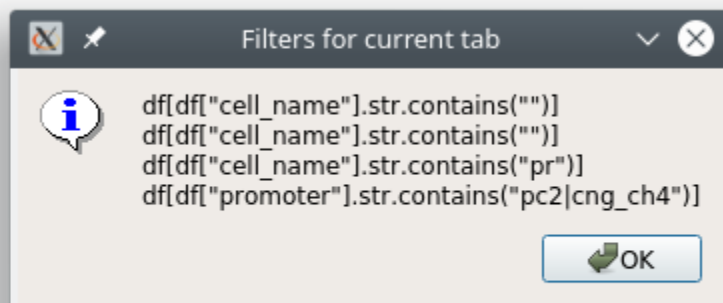 Filters for current tab
df[df["cell_name"].str.contains("")]
df[df["cell_name"].str.contains("")]
df[df["cell_name"].str.contains("pr")]
df[df["promoter"].str.contains("pc2|cng_ch4")]
OK